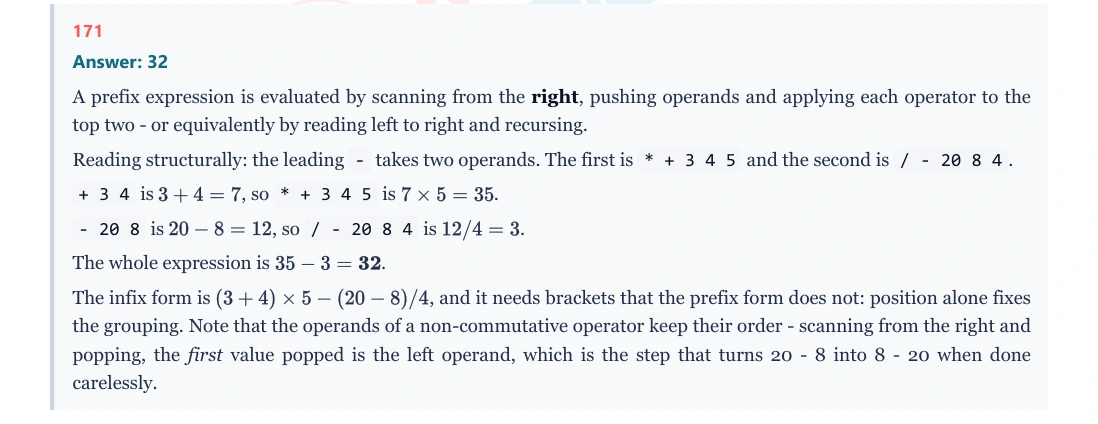 171
Answer: 32
A prefix expression is evaluated by scanning from the right, pushing operands and applying each operator to the
top two - or equivalently by reading left to right and recursing.
Reading structurally: the leading - takes two operands. The first is * + 3 4 5 and the second is / - 20 8 4 .
+ 3 4 is 3 + 4 = 7, so * + 3 4 5 is 7 × 5 = 35.
- 20 8 is 20 − 8 = 12, so / - 20 8 4 is 12/4 = 3.
The whole expression is 35 − 3 = 32.
The infix form is (3 + 4) × 5 − (20 − 8)/4, and it needs brackets that the prefix form does not: position alone fixes
the grouping. Note that the operands of a non-commutative operator keep their order - scanning from the right and
popping, the first value popped is the left operand, which is the step that turns 20 - 8 into 8 - 20 when done
carelessly.